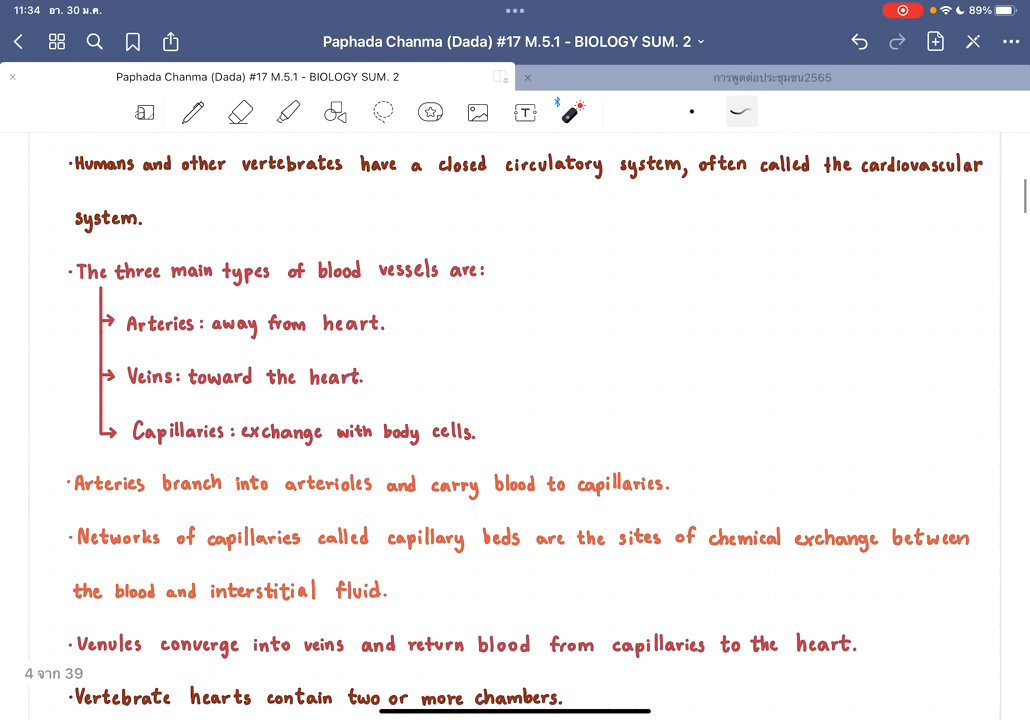 11:34 อา. 30 ม.ค.
89%
Paphada Chanma (Dada) #17 M.5.1 - BIOLOGY SUM. 2
Paphada Chanma (Dada) #17 M.5.1 - BIOLOGY SUM. 2
การพูดต่อประชุมชน2565
T
·Humans and other vertebrates have a closed circulatory system, often called the cardiovascular
system.
·The three main types of blood vessels are:
→ Arteries: away from heart.
→ Veins: toward the heart.
→ Capillaries: exchange with body cells.
·Arteries branch into arterioles and carry blood to capillaries.
·Networks of capillaries called capillary beds are the sites of chemical exchange between
the blood and interstitial fluid.
·Venules converge into veins and return blood from capillaries to the heart.
4 จาก 39
·Vertebrate hearts contain two or more chambers.